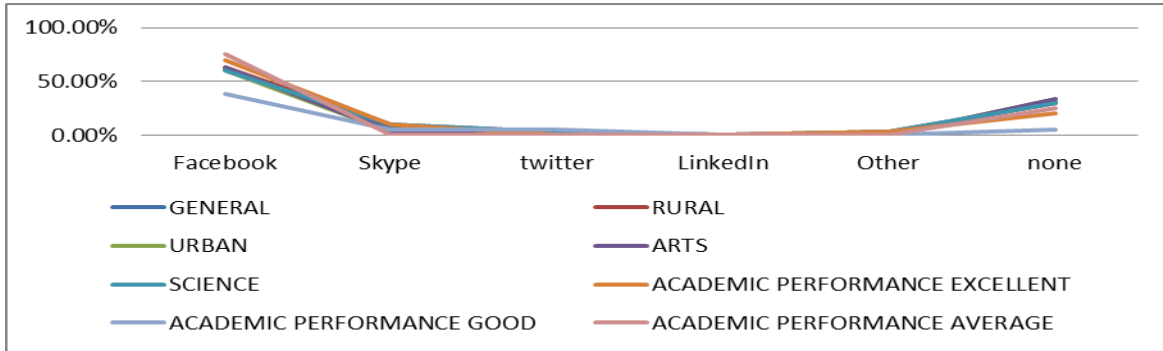 100.00%
50.00%
0.00%
Facebook Skype twitter LinkedIn Other none
GENERAL RURAL
URBAN ARTS
SCIENCE ACADEMIC PERFORMANCE EXCELLENT
ACADEMIC PERFORMANCE GOOD ACADEMIC PERFORMANCE AVERAGE